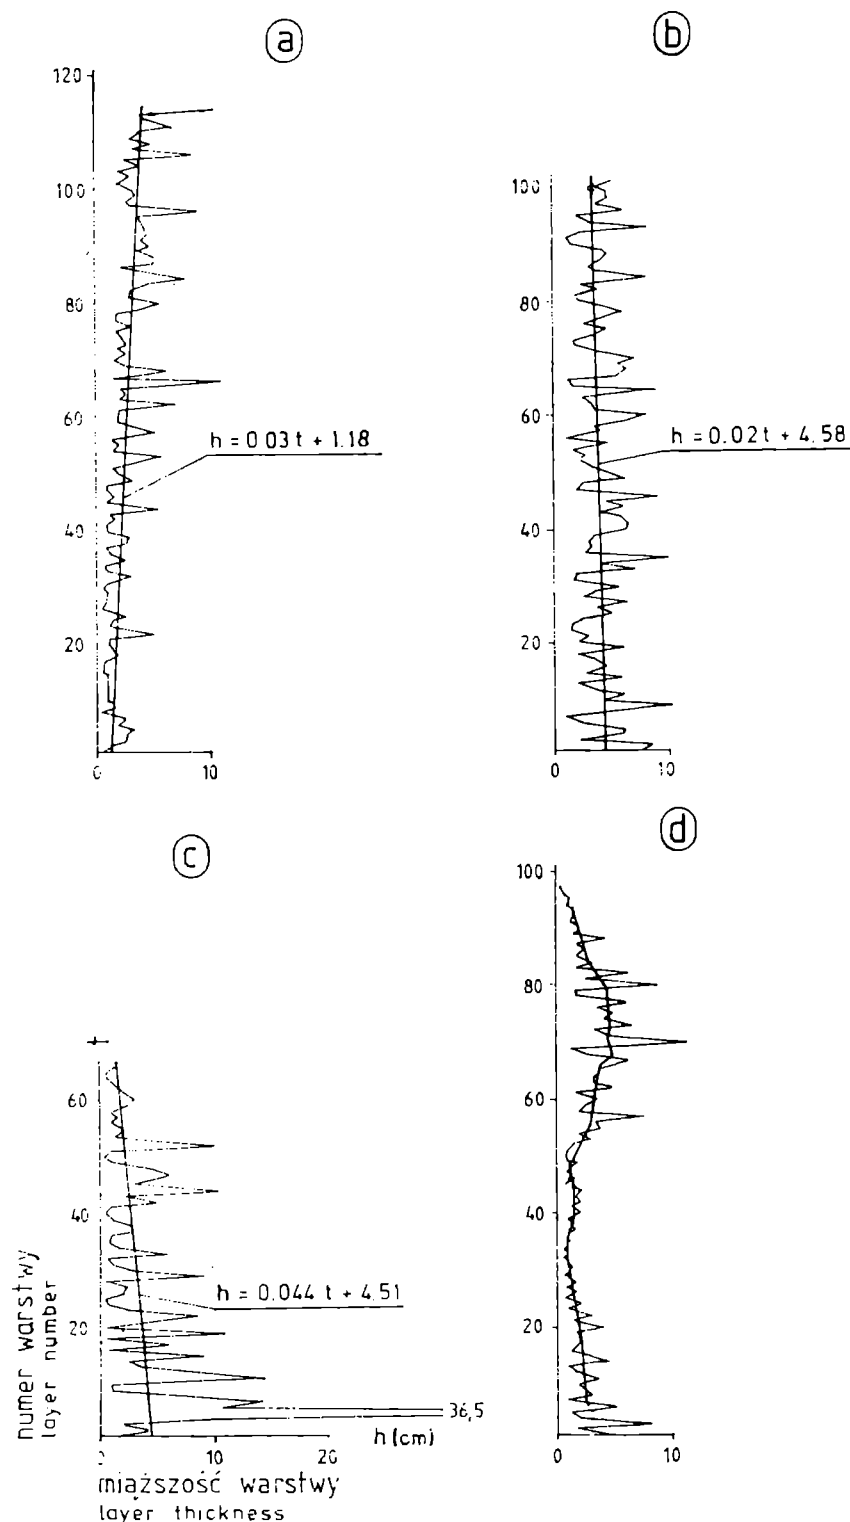 a
120
100
80
60
40
20
0
10
h = 0.03 t + 1.18
b
100
80
60
40
20
0
10
h = 0.02 t + 4.58
c
t
60
40
20
0
10
20
h = 0.044 t + 4.51
36,5
h (cm)
numer warstwy
layer number
miąższość warstwy
layer thickness
d
100
80
60
40
20
0
10